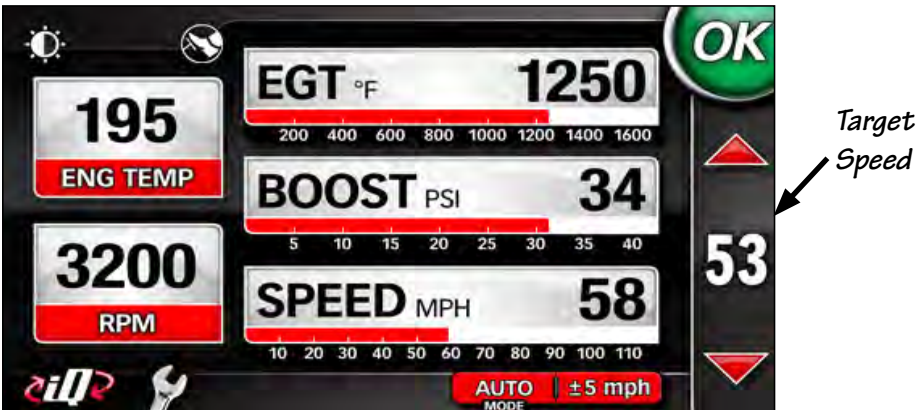 OK
EGT °F 1250
200 400 600 800 1000 1200 1400 1600
195
ENG TEMP
BOOST PSI 34
5 10 15 20 25 30 35 40
3200
RPM
SPEED MPH 58
10 20 30 40 50 60 70 80 90 100 110
53
Target
Speed
iQ
AUTO ±5 mph
MODE